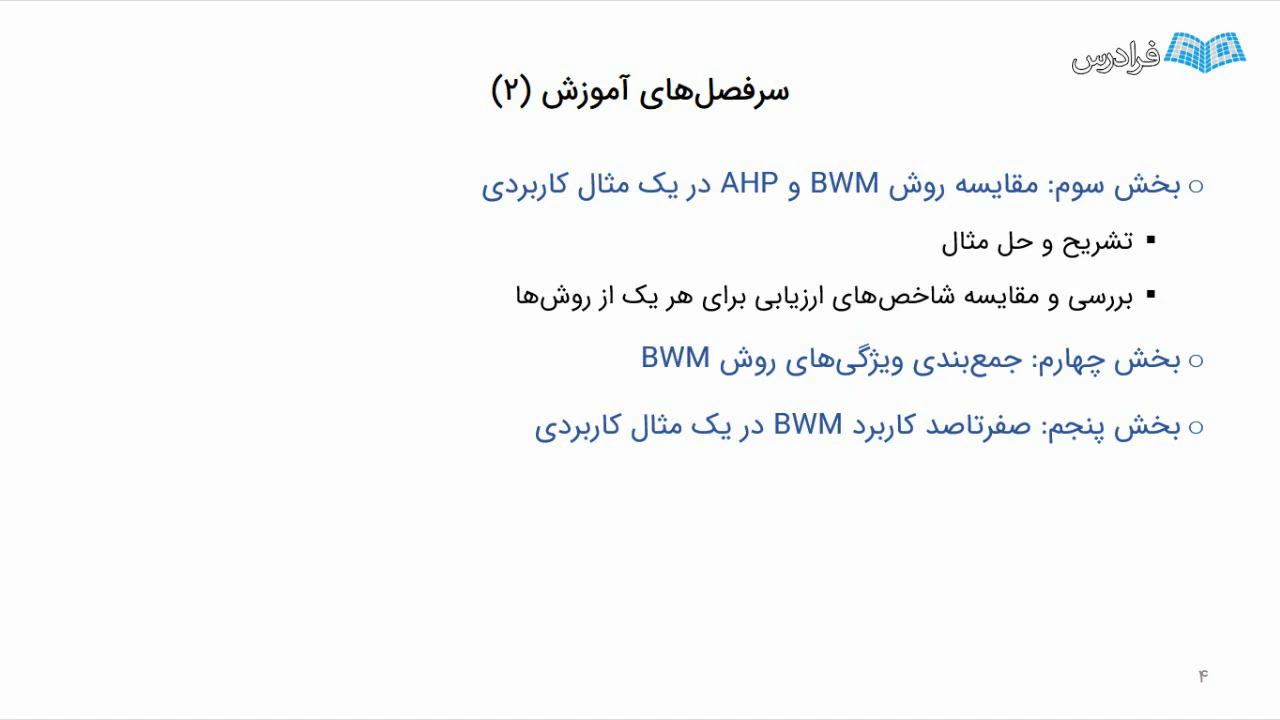 فرادرس
سرفصل‌های آموزش (۲)
○ بخش سوم: مقایسه روش BWM و AHP در یک مثال کاربردی
▪ تشریح و حل مثال
▪ بررسی و مقایسه شاخص‌های ارزیابی برای هر یک از روش‌ها
○ بخش چهارم: جمع‌بندی ویژگی‌های روش BWM
○ بخش پنجم: صفرتاصد کاربرد BWM در یک مثال کاربردی
۴